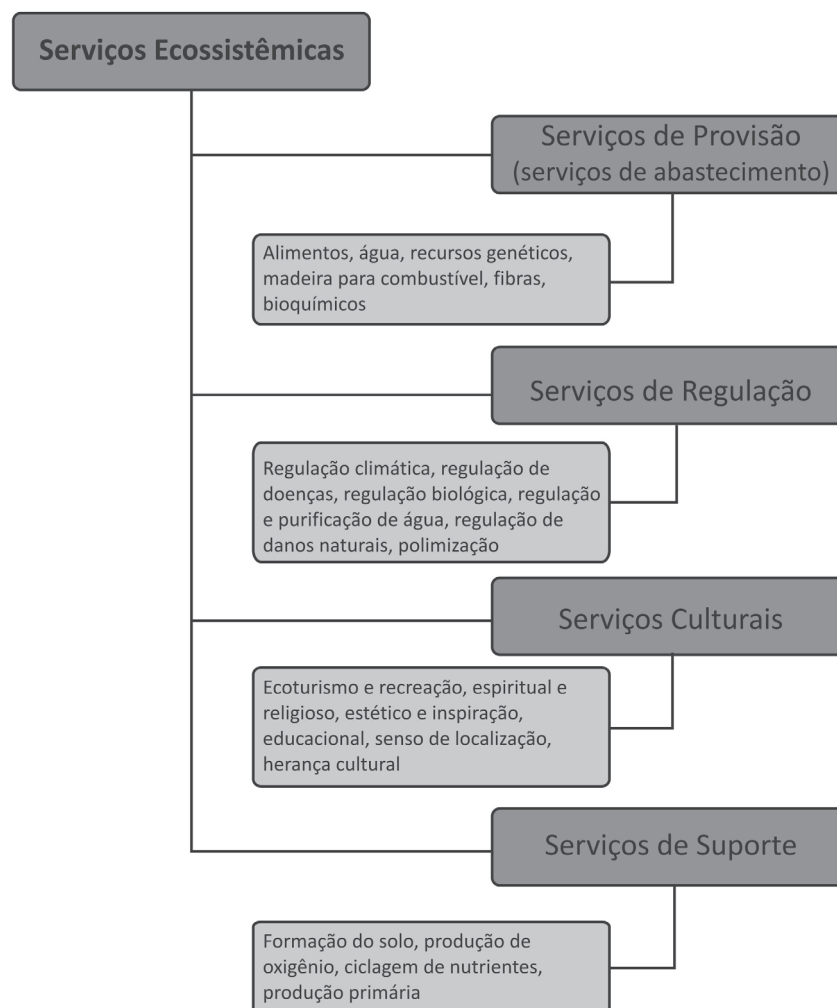 Serviços Ecossistêmicas
Serviços de Provisão
(serviços de abastecimento)
Alimentos, água, recursos genéticos,
madeira para combustível, fibras,
bioquímicos
Serviços de Regulação
Regulação climática, regulação de
doenças, regulação biológica, regulação
e purificação de água, regulação de
danos naturais, polimização
Serviços Culturais
Ecoturismo e recreação, espiritual e
religioso, estético e inspiração,
educacional, senso de localização,
herança cultural
Serviços de Suporte
Formação do solo, produção de
oxigênio, ciclagem de nutrientes,
produção primária